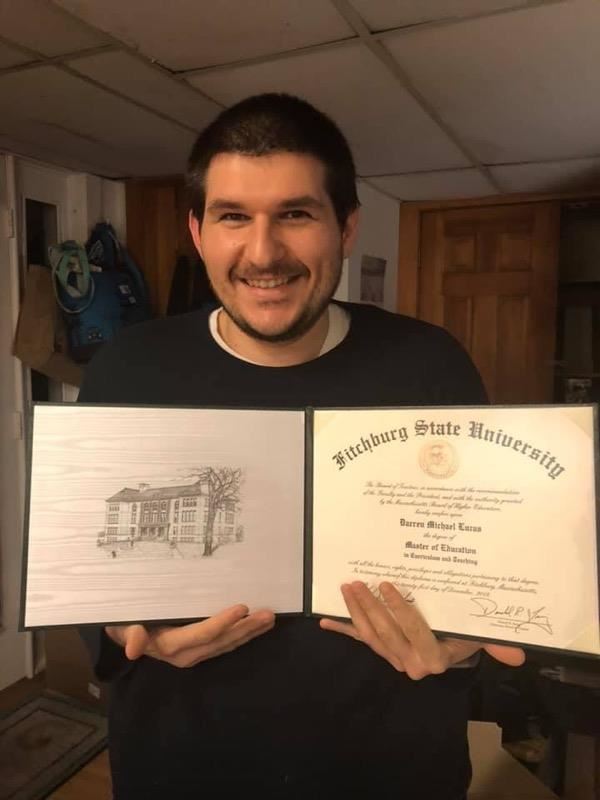 Fitchburg State University
The Board of Trustees, in accordance with the recommendation
of the Faculty and the President, and with the authority granted
by the Massachusetts Board of Higher Education,
hereby confers upon
Darren Michael Lucas
the degree of
Master of Education
in Curriculum and Teaching
with all the honors, rights, privileges and obligations pertaining to that degree.
In testimony whereof this diploma is conferred at Fitchburg, Massachusetts,
twenty first day of December,